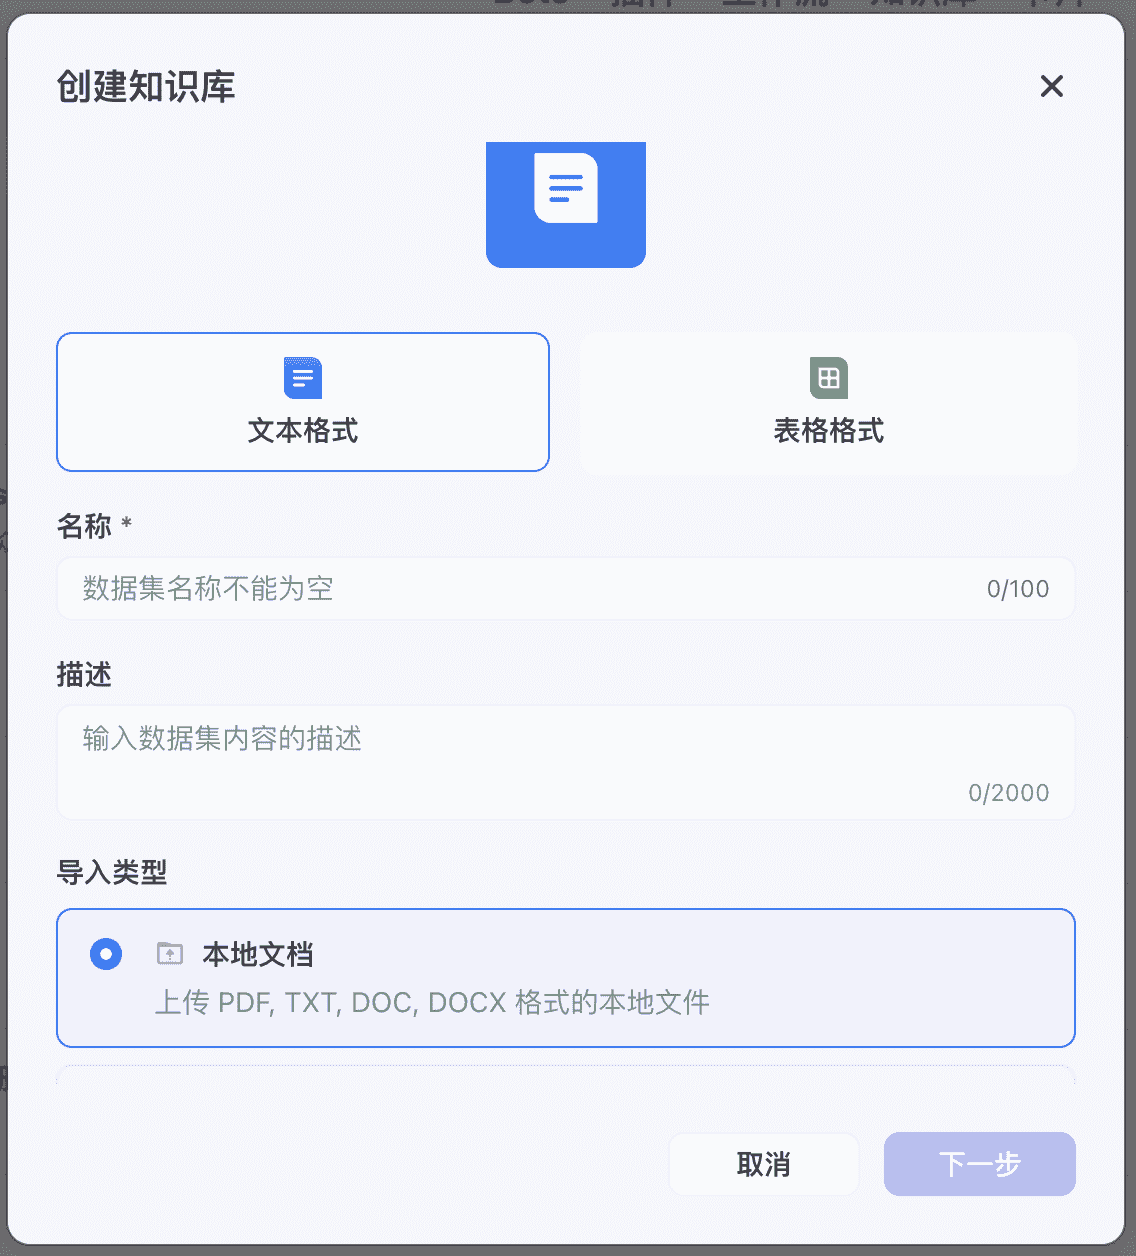 创建知识库
文本格式
表格格式
名称 *
数据集名称不能为空
0/100
描述
输入数据集内容的描述
0/2000
导入类型
本地文档
上传 PDF, TXT, DOC, DOCX 格式的本地文件
取消
下一步